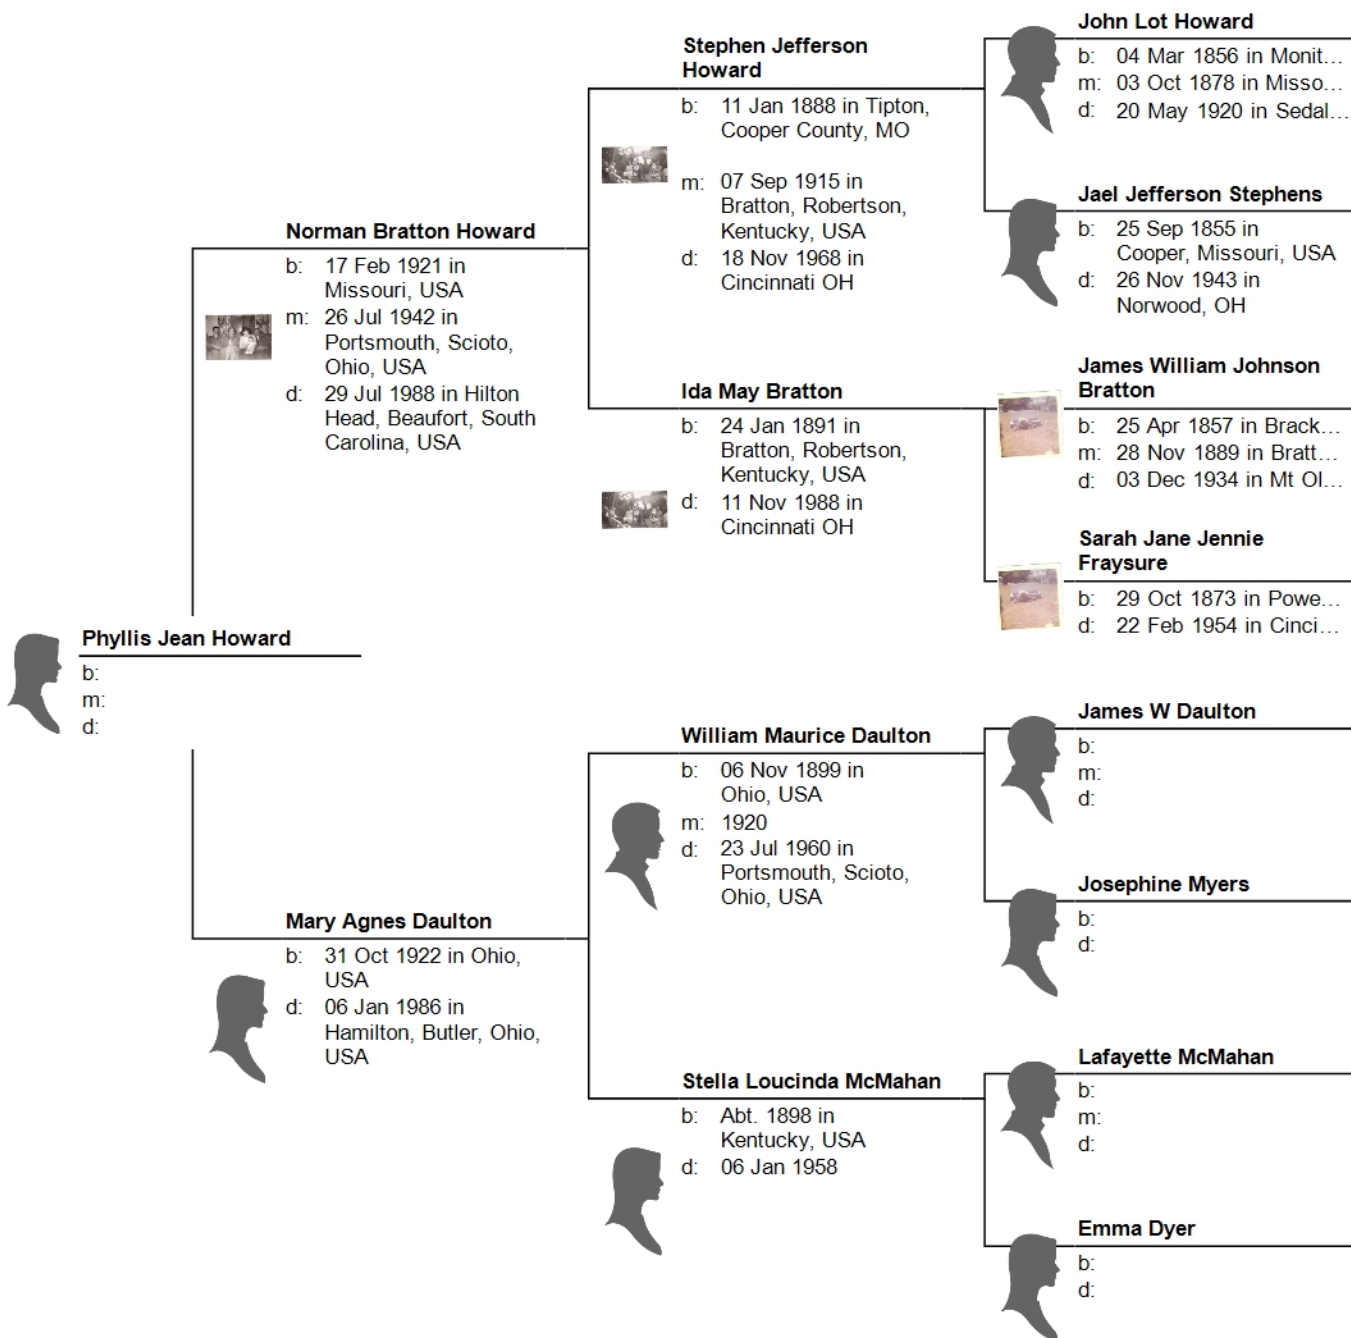 John Lot Howard
b: 04 Mar 1856 in Monit...
m: 03 Oct 1878 in Misso...
d: 20 May 1920 in Sedal...
Stephen Jefferson
Howard
b: 11 Jan 1888 in Tipton,
Cooper County, MO
m: 07 Sep 1915 in
Bratton, Robertson,
Kentucky, USA
d: 18 Nov 1968 in
Cincinnati OH
Jael Jefferson Stephens
b: 25 Sep 1855 in
Cooper, Missouri, USA
d: 26 Nov 1943 in
Norwood, OH
Norman Bratton Howard
b: 17 Feb 1921 in
Missouri, USA
m: 26 Jul 1942 in
Portsmouth, Scioto,
Ohio, USA
d: 29 Jul 1988 in Hilton
Head, Beaufort, South
Carolina, USA
James William Johnson
Bratton
b: 25 Apr 1857 in Brack...
m: 28 Nov 1889 in Bratt...
d: 03 Dec 1934 in Mt Ol...
Ida May Bratton
b: 24 Jan 1891 in
Bratton, Robertson,
Kentucky, USA
d: 11 Nov 1988 in
Cincinnati OH
Sarah Jane Jennie
Fraysure
b: 29 Oct 1873 in Powe...
d: 22 Feb 1954 in Cinci...
Phyllis Jean Howard
b:
m:
d:
James W Daulton
b:
m:
d:
William Maurice Daulton
b: 06 Nov 1899 in
Ohio, USA
m: 1920
d: 23 Jul 1960 in
Portsmouth, Scioto,
Ohio, USA
Josephine Myers
b:
d:
Mary Agnes Daulton
b: 31 Oct 1922 in Ohio,
USA
d: 06 Jan 1986 in
Hamilton, Butler, Ohio,
USA
Lafayette McMahan
b:
m:
d:
Stella Loucinda McMahan
b: Abt. 1898 in
Kentucky, USA
d: 06 Jan 1958
Emma Dyer
b:
d: